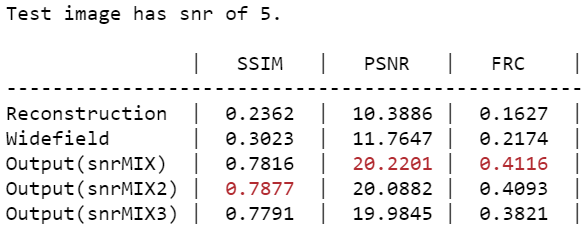 Test image has snr of 5.
| SSIM | PSNR | FRC |
--------------------------------------------------
Reconstruction | 0.2362 | 10.3886 | 0.1627 |
Widefield | 0.3023 | 11.7647 | 0.2174 |
Output(snrMIX) | 0.7816 | 20.2201 | 0.4116 |
Output(snrMIX2) | 0.7877 | 20.0882 | 0.4093 |
Output(snrMIX3) | 0.7791 | 19.9845 | 0.3821 |